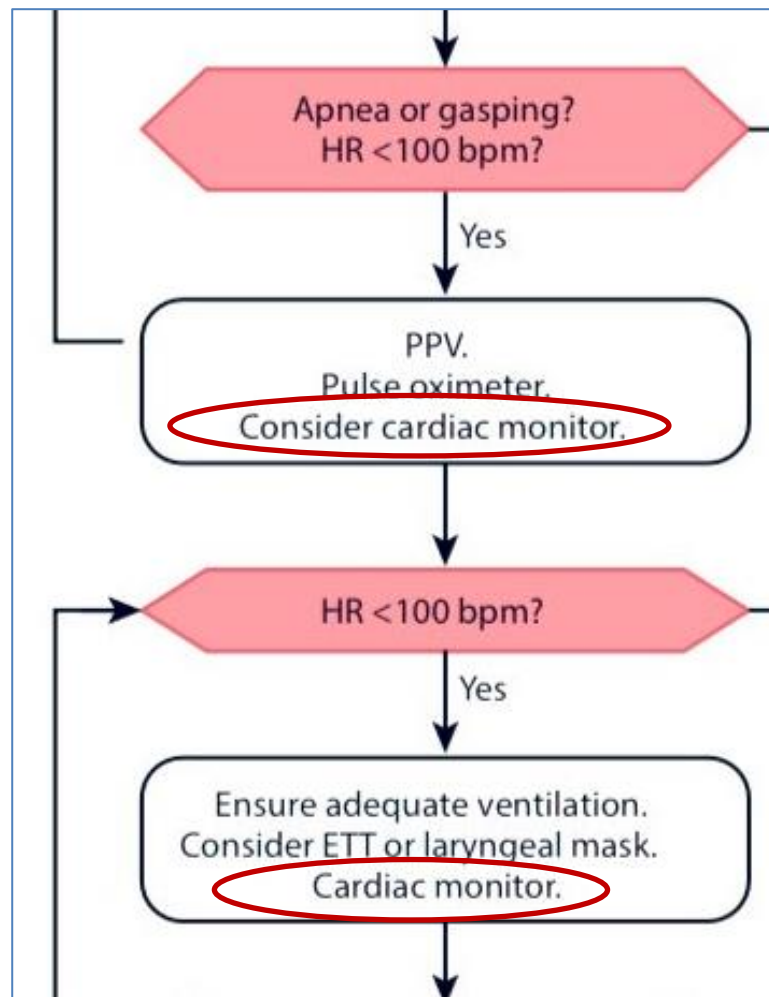 Apnea or gasping?
HR <100 bpm?
Yes
PPV.
Pulse oximeter.
Consider cardiac monitor.
HR <100 bpm?
Yes
Ensure adequate ventilation.
Consider ETT or laryngeal mask.
Cardiac monitor.